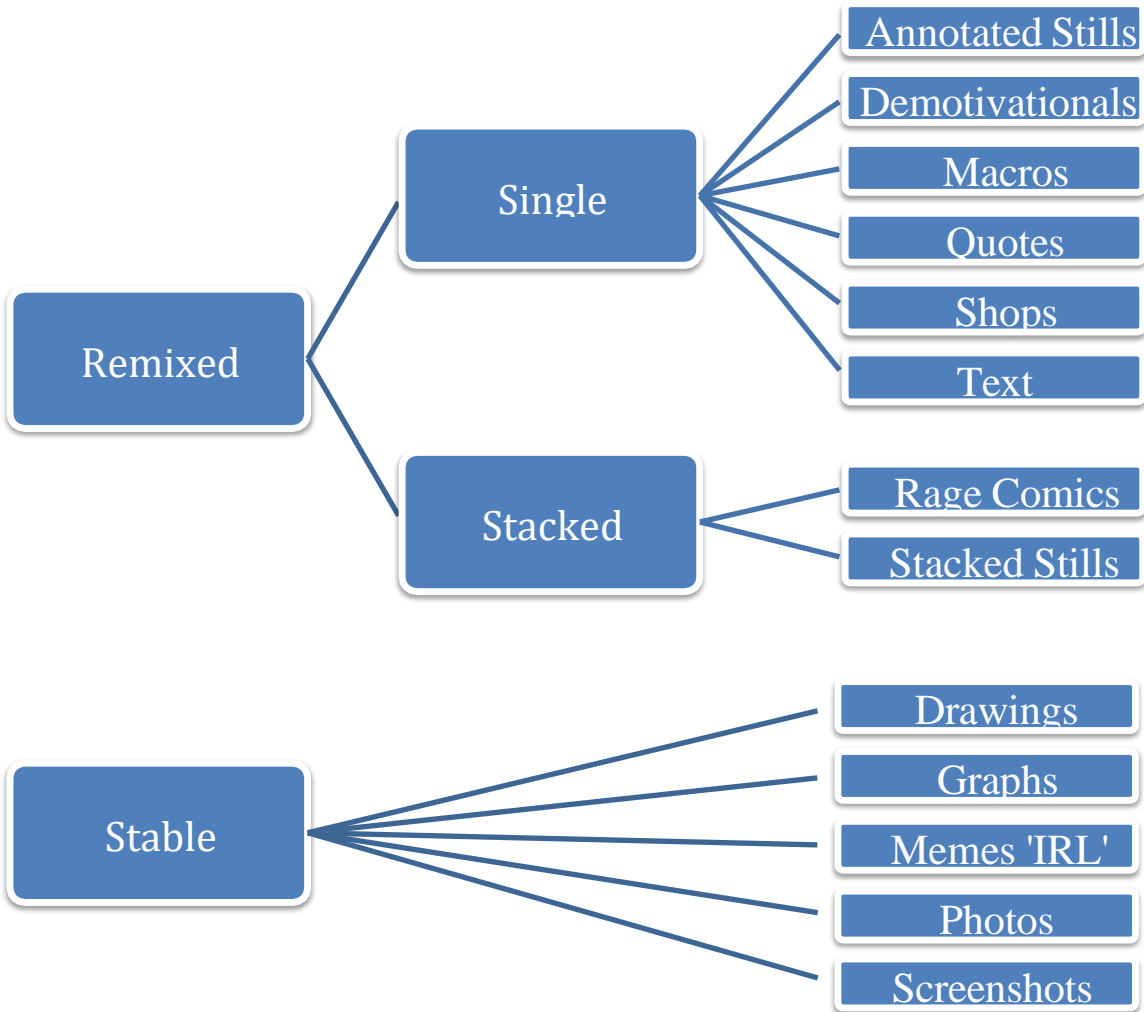 Remixed
Single
Annotated Stills
Demotivationals
Macros
Quotes
Shops
Text
Stacked
Rage Comics
Stacked Stills
Stable
Drawings
Graphs
Memes 'IRL'
Photos
Screenshots